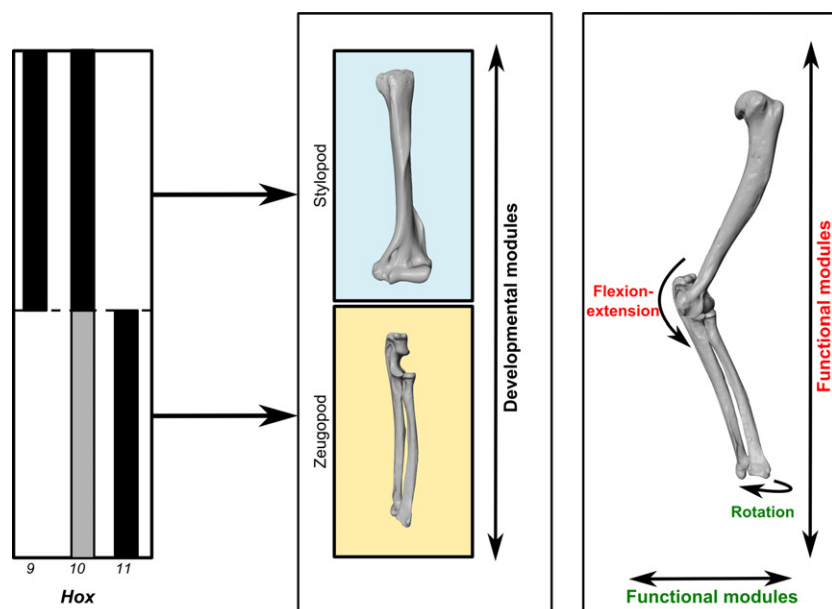 9 10 11
Hox
Stylopod
Zeugopod
Developmental modules
Flexion-
extension
Rotation
Functional modules
Functional modules